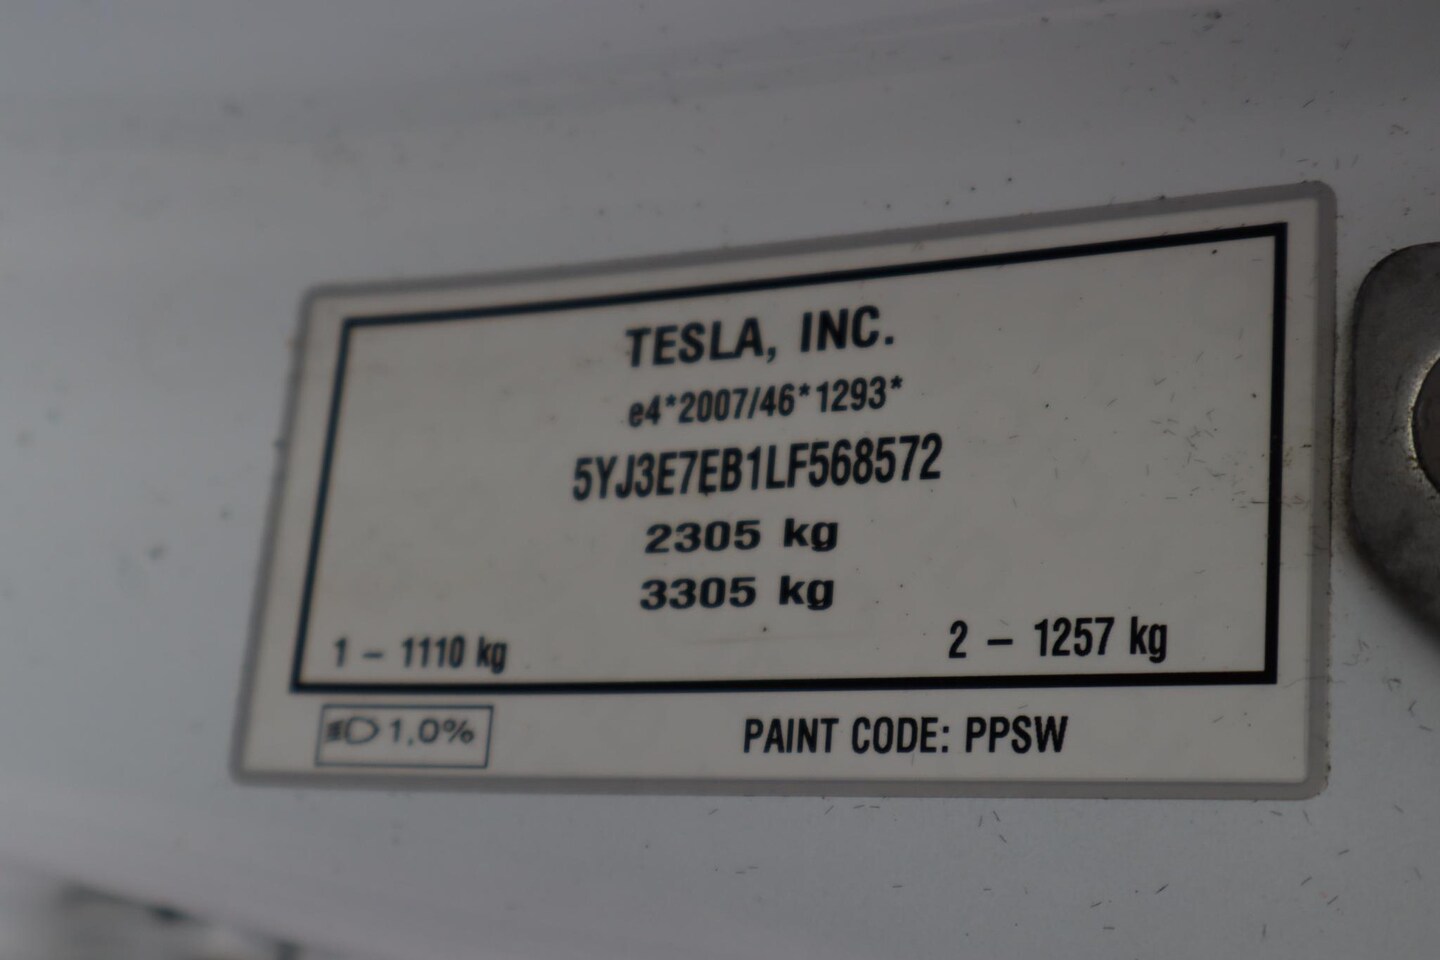 TESLA, INC.
e4*2007/46*1293*
5YJ3E7EB1LF568572
2305 kg
3305 kg
1 - 1110 kg
2 - 1257 kg
1,0%
PAINT CODE: PPSW